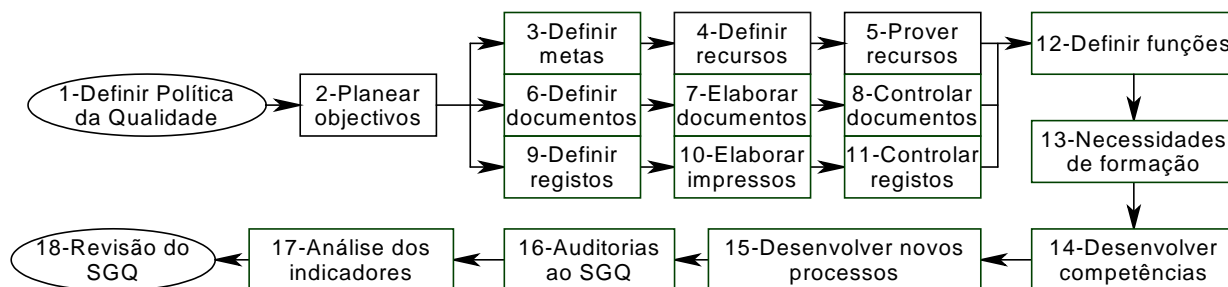 1-Definir Política
da Qualidade
2-Planear
objectivos
3-Definir
metas
4-Definir
recursos
5-Prover
recursos
6-Definir
documentos
7-Elaborar
documentos
8-Controlar
documentos
9-Definir
registos
10-Elaborar
impressos
11-Controlar
registos
12-Definir funções
13-Necessidades
de formação
14-Desenvolver
competências
15-Desenvolver novos
processos
16-Auditorias
ao SGQ
17-Análise dos
indicadores
18-Revisão do
SGQ